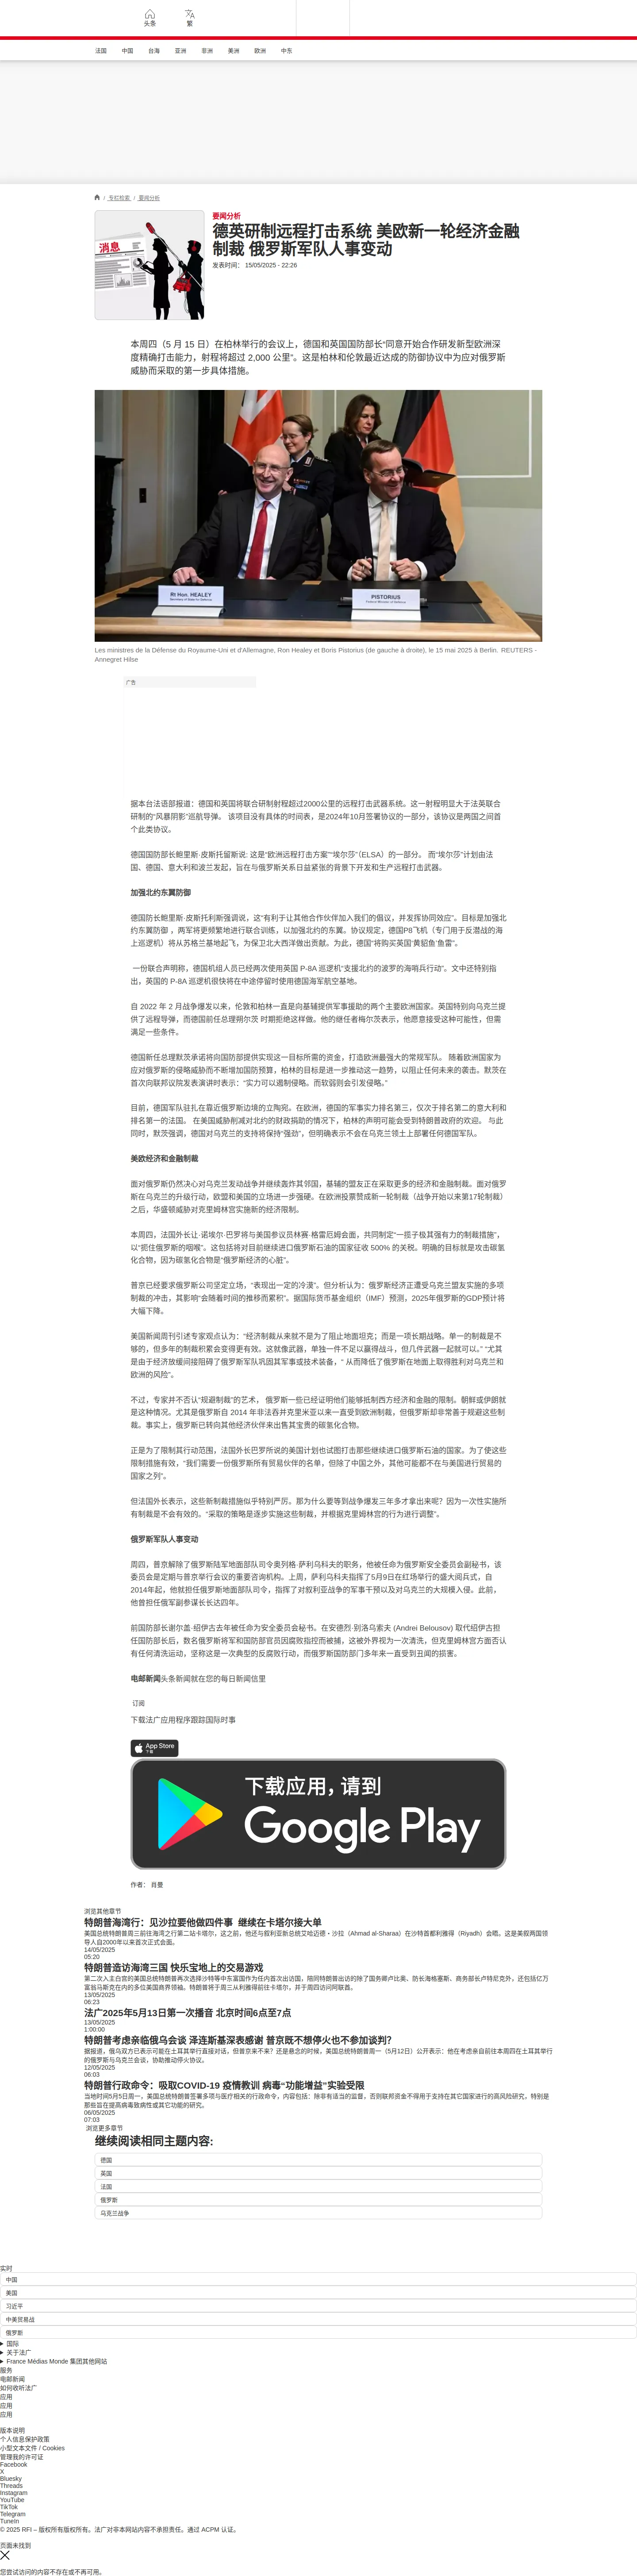 头条
繁
法国 中国 台海 亚洲 非洲 美洲 欧洲 中东
/ 专栏检索 / 要闻分析
消息
要闻分析
德英研制远程打击系统 美欧新一轮经济金融
制裁 俄罗斯军队人事变动
发表时间： 15/05/2025 - 22:26
本周四（5 月 15 日）在柏林举行的会议上，德国和英国国防部长“同意开始合作研发新型欧洲深
度精确打击能力，射程将超过 2,000 公里”。这是柏林和伦敦最近达成的防御协议中为应对俄罗斯
威胁而采取的第一步具体措施。
Rt Hon. HEALEY
Secretary of State for Defence
PISTORIUS
Federal Minister of Defence
Les ministres de la Défense du Royaume-Uni et d'Allemagne, Ron Healey et Boris Pistorius (de gauche à droite), le 15 mai 2025 à Berlin. REUTERS -
Annegret Hilse
广告
据本台法语部报道：德国和英国将联合研制射程超过2000公里的远程打击武器系统。这一射程明显大于法英联合
研制的“风暴阴影”巡航导弹。 该项目没有具体的时间表，是2024年10月签署协议的一部分，该协议是两国之间首
个此类协议。
德国国防部长鲍里斯·皮斯托留斯说: 这是“欧洲远程打击方案”“埃尔莎”（ELSA）的一部分。 而“埃尔莎”计划由法
国、德国、意大利和波兰发起，旨在与俄罗斯关系日益紧张的背景下开发和生产远程打击武器。
加强北约东翼防御
德国防长鲍里斯·皮斯托利斯强调说，这“有利于让其他合作伙伴加入我们的倡议，并发挥协同效应”。目标是加强北
约东翼防御 ，两军将更频繁地进行联合训练，以加强北约的东翼。协议规定，德国P8飞机（专门用于反潜战的海
上巡逻机）将从苏格兰基地起飞，为保卫北大西洋做出贡献。为此，德国“将购买英国‘黄貂鱼’鱼雷”。
一份联合声明称，德国机组人员已经两次使用英国 P-8A 巡逻机“支援北约的波罗的海哨兵行动”。文中还特别指
出，英国的 P-8A 巡逻机很快将在中途停留时使用德国海军航空基地。
自 2022 年 2 月战争爆发以来，伦敦和柏林一直是向基辅提供军事援助的两个主要欧洲国家。英国特别向乌克兰提
供了远程导弹，而德国前任总理朔尔茨 时期拒绝这样做。他的继任者梅尔茨表示，他愿意接受这种可能性，但需
满足一些条件。
德国新任总理默茨承诺将向国防部提供实现这一目标所需的资金，打造欧洲最强大的常规军队。 随着欧洲国家为
应对俄罗斯的侵略威胁而不断增加国防预算，柏林的目标是进一步推动这一趋势，以阻止任何未来的袭击。默茨在
首次向联邦议院发表演讲时表示：“实力可以遏制侵略。而软弱则会引发侵略。”
目前，德国军队驻扎在靠近俄罗斯边境的立陶宛。在欧洲，德国的军事实力排名第三，仅次于排名第二的意大利和
排名第一的法国。 在美国威胁削减对北约的财政捐助的情况下，柏林的声明可能会受到特朗普政府的欢迎。 与此
同时，默茨强调，德国对乌克兰的支持将保持“强劲”，但明确表示不会在乌克兰领土上部署任何德国军队。
美欧经济和金融制裁
面对俄罗斯仍然决心对乌克兰发动战争并继续轰炸其邻国，基辅的盟友正在采取更多的经济和金融制裁。面对俄罗
斯在乌克兰的升级行动，欧盟和美国的立场进一步强硬。在欧洲投票赞成新一轮制裁（战争开始以来第17轮制裁）
之后，华盛顿威胁对克里姆林宫实施新的经济限制。
本周四，法国外长让·诺埃尔·巴罗将与美国参议员林赛·格雷厄姆会面，共同制定“一揽子极其强有力的制裁措施”，
以“扼住俄罗斯的咽喉”。这包括将对目前继续进口俄罗斯石油的国家征收 500% 的关税。明确的目标就是攻击碳氢
化合物，因为碳氢化合物是“俄罗斯经济的心脏”。
普京已经要求俄罗斯公司坚定立场，“表现出一定的冷漠”。但分析认为：俄罗斯经济正遭受乌克兰盟友实施的多项
制裁的冲击，其影响“会随着时间的推移而累积”。据国际货币基金组织（IMF）预测，2025年俄罗斯的GDP预计将
大幅下降。
美国新闻周刊引述专家观点认为：“经济制裁从来就不是为了阻止地面坦克；而是一项长期战略。单一的制裁是不
够的，但多年的制裁积累会变得更有效。这就像武器，单独一件不足以赢得战斗，但几件武器一起就可以。” “尤其
是由于经济放缓间接阻碍了俄罗斯军队巩固其军事或技术装备，“ 从而降低了俄罗斯在地面上取得胜利对乌克兰和
欧洲的风险”。
不过，专家并不否认“规避制裁”的艺术， 俄罗斯一些已经证明他们能够抵制西方经济和金融的限制。朝鲜或伊朗就
是这种情况。尤其是俄罗斯自 2014 年非法吞并克里米亚以来一直受到欧洲制裁，但俄罗斯却非常善于规避这些制
裁。事实上，俄罗斯已转向其他经济伙伴来出售其宝贵的碳氢化合物。
正是为了限制其行动范围，法国外长巴罗所说的美国计划也试图打击那些继续进口俄罗斯石油的国家。为了使这些
限制措施有效，“我们需要一份俄罗斯所有贸易伙伴的名单，但除了中国之外，其他可能都不在与美国进行贸易的
国家之列”。
但法国外长表示，这些新制裁措施似乎特别严厉。那为什么要等到战争爆发三年多才拿出来呢？因为一次性实施所
有制裁是不会有效的。“采取的策略是逐步实施这些制裁，并根据克里姆林宫的行为进行调整”。
俄罗斯军队人事变动
周四，普京解除了俄罗斯陆军地面部队司令奥列格·萨利乌科夫的职务，他被任命为俄罗斯安全委员会副秘书，该
委员会是定期与普京举行会议的重要咨询机构。上周，萨利乌科夫指挥了5月9日在红场举行的盛大阅兵式，自
2014年起，他就担任俄罗斯地面部队司令，指挥了对叙利亚战争的军事干预以及对乌克兰的大规模入侵。此前，
他曾担任俄军副参谋长长达四年。
前国防部长谢尔盖·绍伊古去年被任命为安全委员会秘书。在安德烈·别洛乌索夫 (Andrei Belousov) 取代绍伊古担
任国防部长后，数名俄罗斯将军和国防部官员因腐败指控而被捕，这被外界视为一次清洗，但克里姆林宫方面否认
有任何清洗运动，坚称这是一次典型的反腐败行动，而俄罗斯国防部门多年来一直受到丑闻的损害。
电邮新闻头条新闻就在您的每日新闻信里
订阅
下载法广应用程序跟踪国际时事
App Store
下载
下载应用，请到
Google Play
作者： 肖曼
浏览其他章节
特朗普海湾行：见沙拉要他做四件事 继续在卡塔尔接大单
美国总统特朗普周三前往海湾之行第二站卡塔尔，这之前，他还与叙利亚新总统艾哈迈德・沙拉（Ahmad al-Sharaa）在沙特首都利雅得（Riyadh）会晤。这是美叙两国领
导人自2000年以来首次正式会面。
14/05/2025
05:20
特朗普造访海湾三国 快乐宝地上的交易游戏
第二次入主白宫的美国总统特朗普再次选择沙特等中东富国作为任内首次出访国，陪同特朗普出访的除了国务卿卢比奥、防长海格塞斯、商务部长卢特尼克外，还包括亿万
富翁马斯克在内的多位美国商界领袖。特朗普将于周三从利雅得前往卡塔尔，并于周四访问阿联酋。
13/05/2025
06:23
法广2025年5月13日第一次播音 北京时间6点至7点
13/05/2025
1:00:00
特朗普考虑亲临俄乌会谈 泽连斯基深表感谢 普京既不想停火也不参加谈判？
据报道，俄乌双方已表示可能在土耳其举行直接对话，但普京来不来？还是悬念的时候，美国总统特朗普周一（5月12日）公开表示：他在考虑亲自前往本周四在土耳其举行
的俄罗斯与乌克兰会谈，协助推动停火协议。
12/05/2025
06:03
特朗普行政命令：吸取COVID-19 疫情教训 病毒“功能增益”实验受限
当地时间5月5日周一，美国总统特朗普签署多项与医疗相关的行政命令，内容包括：除非有适当的监督，否则联邦资金不得用于支持在其它国家进行的高风险研究，特别是
那些旨在提高病毒致病性或其它功能的研究。
06/05/2025
07:03
浏览更多章节
继续阅读相同主题内容:
德国
英国
法国
俄罗斯
乌克兰战争
实时
中国
美国
习近平
中美贸易战
俄罗斯
国际
关于法广
France Médias Monde 集团其他网站
服务
电邮新闻
如何收听法广
应用
应用
应用
版本说明
个人信息保护政策
小型文本文件 / Cookies
管理我的许可证
Facebook
X
Bluesky
Threads
Instagram
YouTube
TikTok
Telegram
TuneIn
© 2025 RFI – 版权所有版权所有。法广对非本网站内容不承担责任。通过 ACPM 认证。
页面未找到
您尝试访问的内容不存在或不再可用。